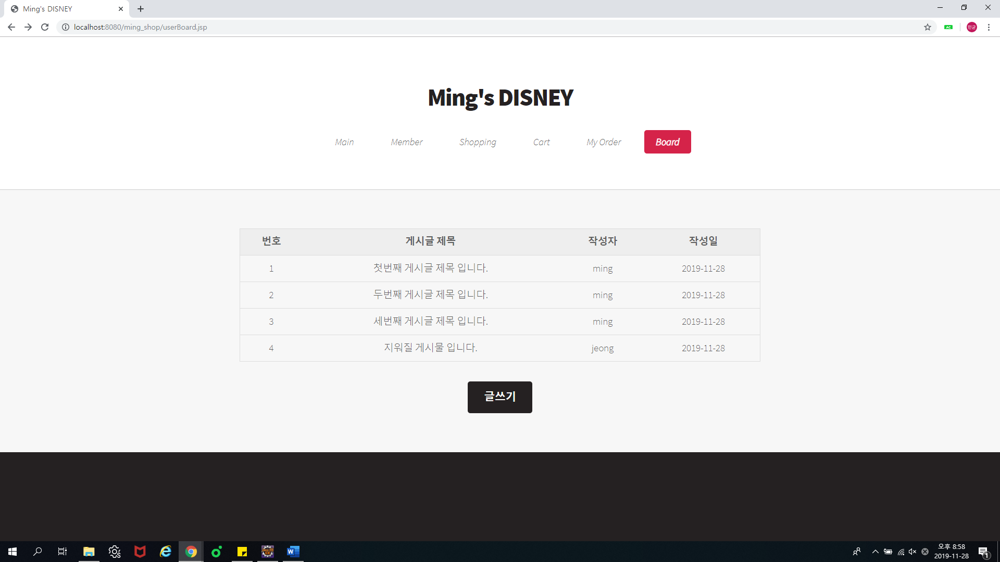 Ming's DISNEY
localhost:8080/ming_shop/userBoard.jsp
AC
민균
Ming's DISNEY
Main Member Shopping Cart My Order Board
번호 게시글 제목 작성자 작성일
1 첫번째 게시글 제목 입니다. ming 2019-11-28
2 두번째 게시글 제목 입니다. ming 2019-11-28
3 세번째 게시글 제목 입니다. ming 2019-11-28
4 지워질 게시물 입니다. jeong 2019-11-28
글쓰기
오후 8:58
2019-11-28
1